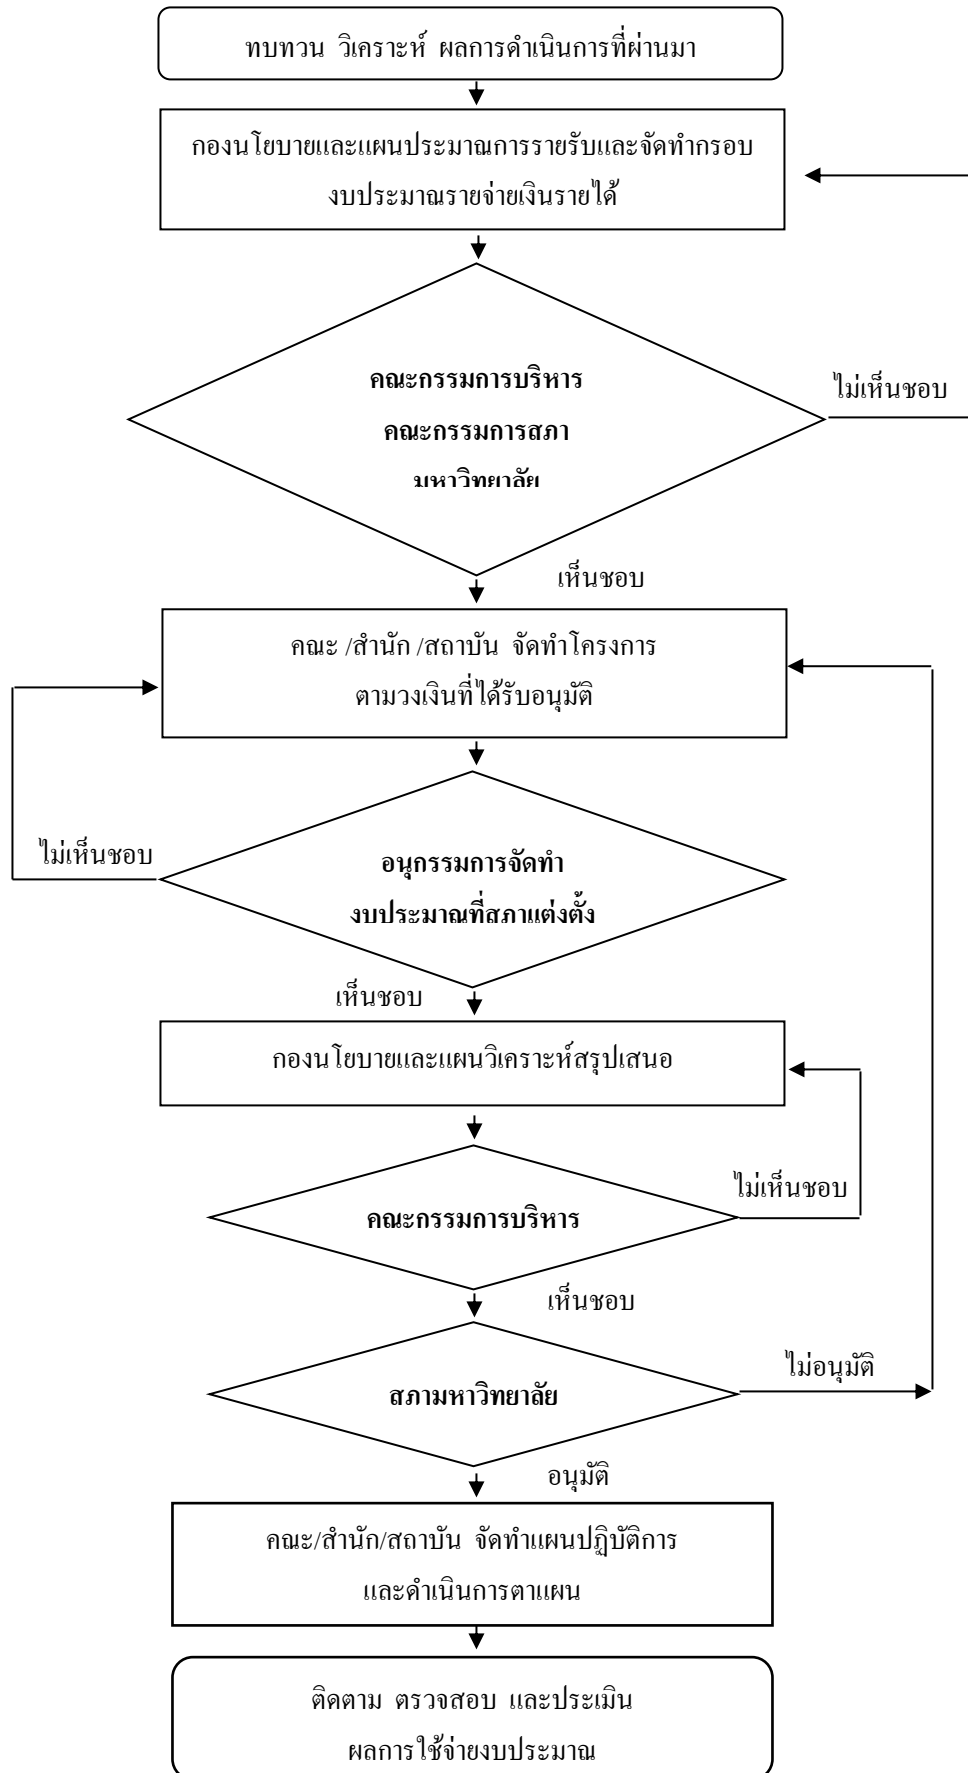 ทบทวน วิเคราะห์ ผลการดำเนินการที่ผ่านมา
กองนโยบายและแผนประมาณการรายรับและจัดทำกรอบ
งบประมาณรายจ่ายเงินรายได้
คณะกรรมการบริหาร
คณะกรรมการสภา
มหาวิทยาลัย
ไม่เห็นชอบ
เห็นชอบ
คณะ /สำนัก /สถาบัน จัดทำโครงการ
ตามวงเงินที่ได้รับอนุมัติ
ไม่เห็นชอบ
อนุกรรมการจัดทำ
งบประมาณที่สภาแต่งตั้ง
เห็นชอบ
กองนโยบายและแผนวิเคราะห์สรุปเสนอ
ไม่เห็นชอบ
คณะกรรมการบริหาร
เห็นชอบ
ไม่อนุมัติ
สภามหาวิทยาลัย
อนุมัติ
คณะ/สำนัก/สถาบัน จัดทำแผนปฏิบัติการ
และดำเนินการตาแผน
ติดตาม ตรวจสอบ และประเมิน
ผลการใช้จ่ายงบประมาณ